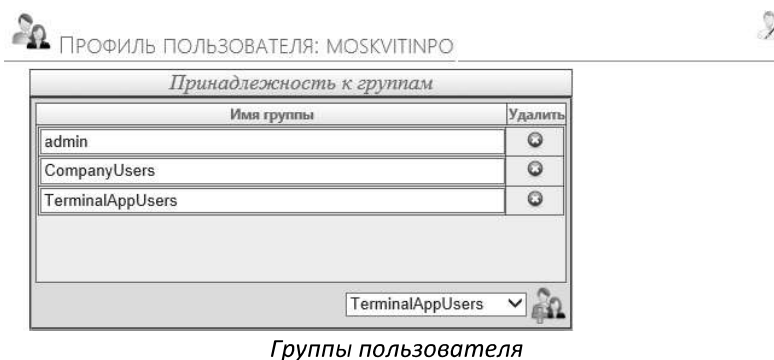 ПРОФИЛЬ ПОЛЬЗОВАТЕЛЯ: MOSKVITINPO
Принадлежность к группам
Имя группы Удалить
admin
CompanyUsers
TerminalAppUsers
TerminalAppUsers
Группы пользователя